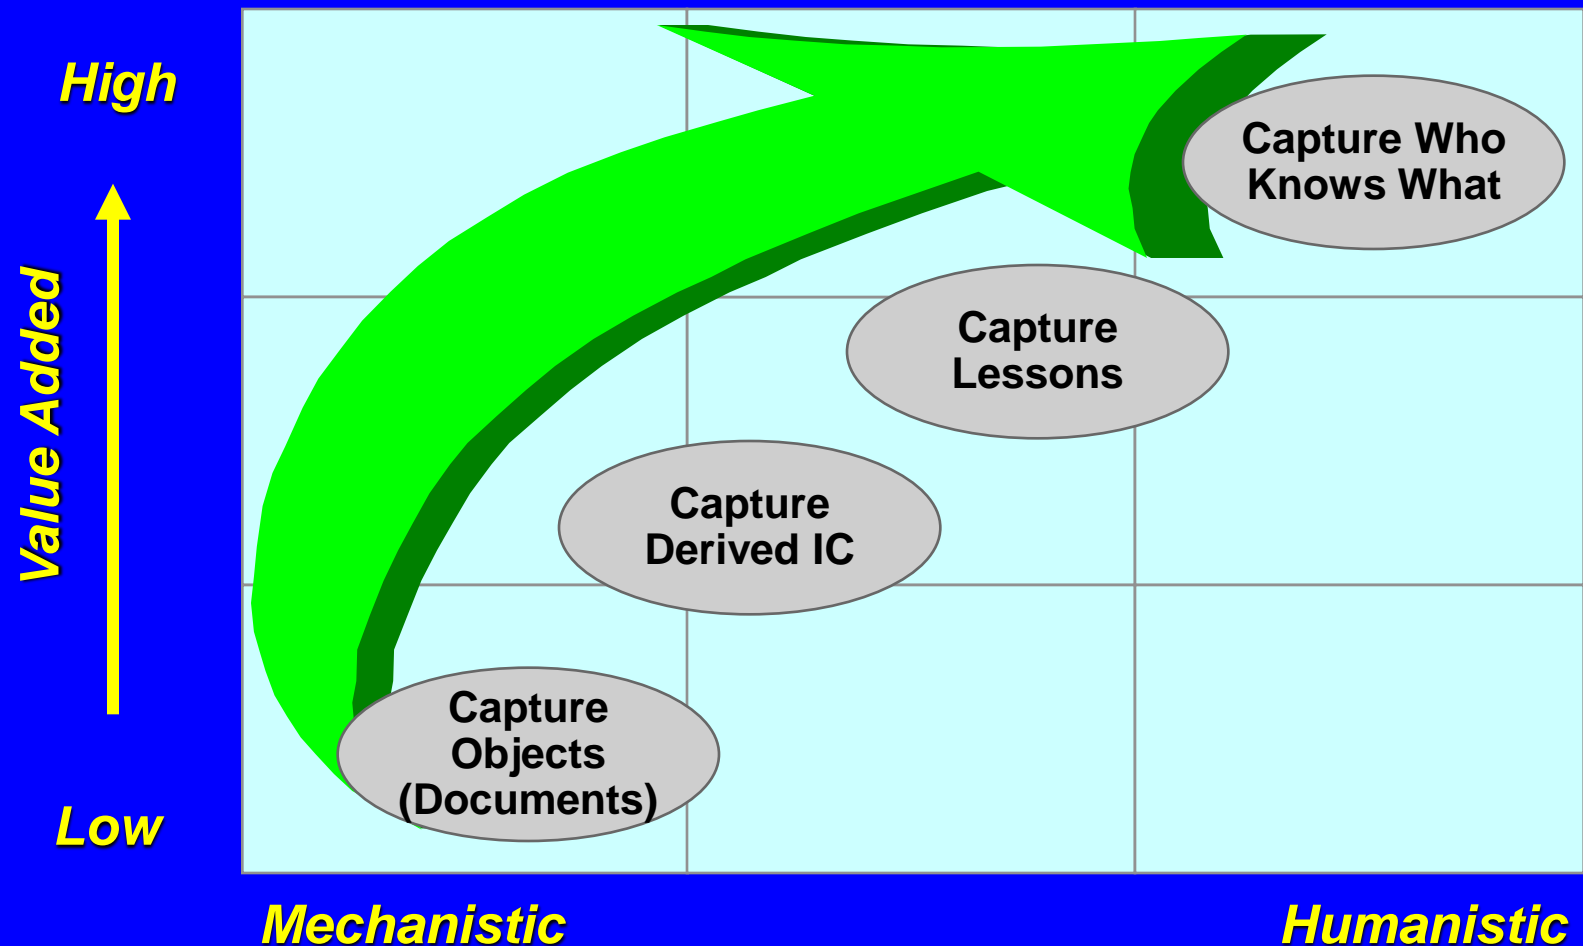 High
Value Added
Low
Capture Who
Knows What
Capture
Lessons
Capture
Derived IC
Capture
Objects
(Documents)
Mechanistic
Humanistic